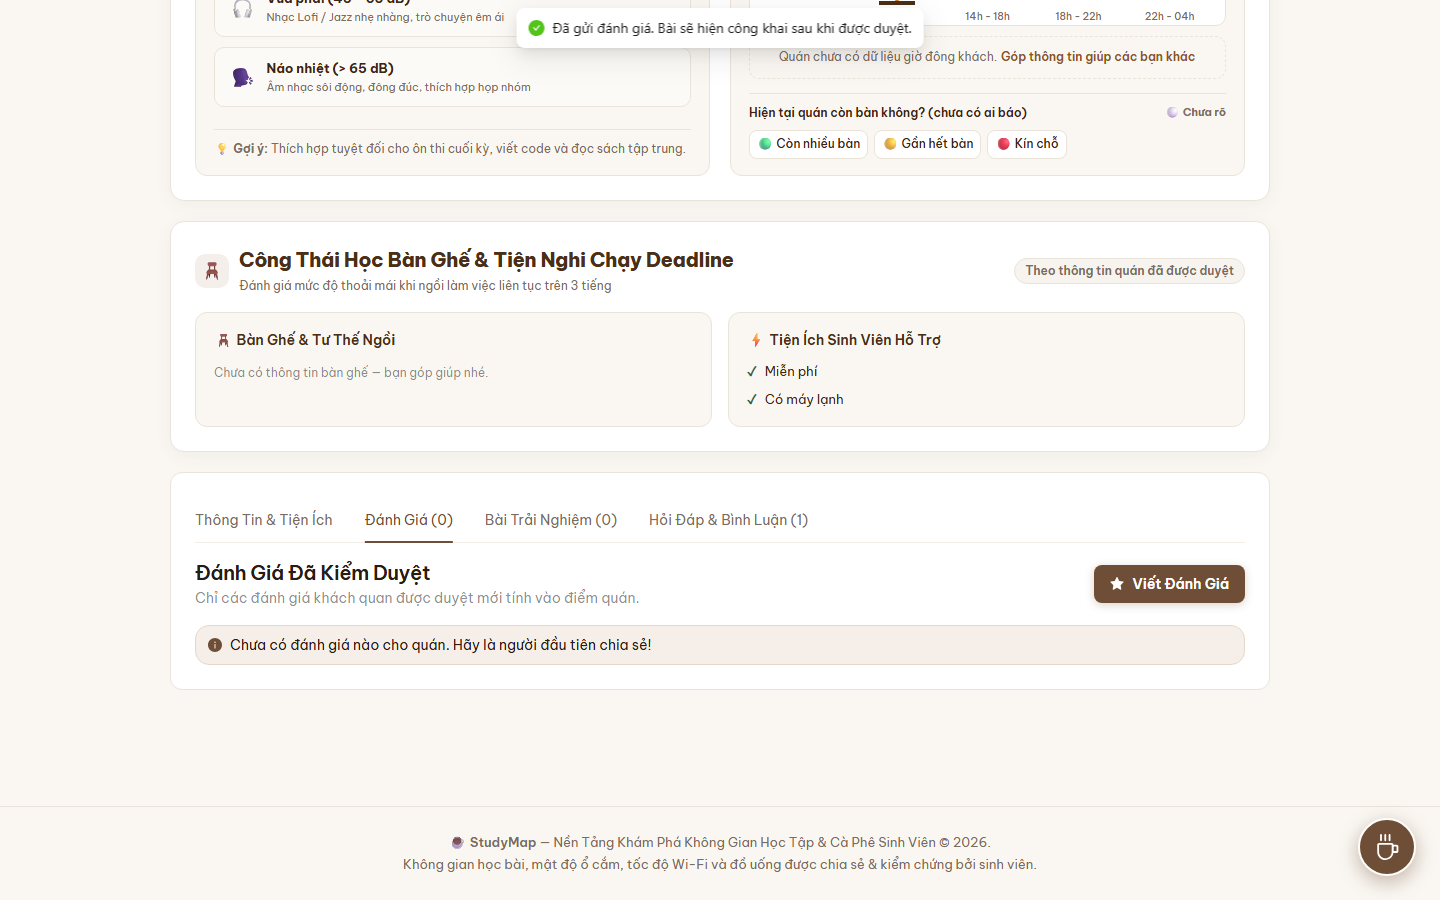 Vừa phải (45 - 65 dB)
Nhạc Lofi / Jazz nhẹ nhàng, trò chuyện êm ái
Náo nhiệt (> 65 dB)
Âm nhạc sôi động, đông đúc, thích hợp họp nhóm
Gợi ý: Thích hợp tuyệt đối cho ôn thi cuối kỳ, viết code và đọc sách tập trung.
Đã gửi đánh giá. Bài sẽ hiện công khai sau khi được duyệt.
14h - 18h
18h - 22h
22h - 04h
Quán chưa có dữ liệu giờ đông khách. Góp thông tin giúp các bạn khác
Hiện tại quán còn bàn không? (chưa có ai báo)
Chưa rõ
Còn nhiều bàn
Gần hết bàn
Kín chỗ
Công Thái Học Bàn Ghế & Tiện Nghi Chạy Deadline
Đánh giá mức độ thoải mái khi ngồi làm việc liên tục trên 3 tiếng
Theo thông tin quán đã được duyệt
Bàn Ghế & Tư Thế Ngồi
Chưa có thông tin bàn ghế — bạn góp giúp nhé.
Tiện Ích Sinh Viên Hỗ Trợ
Miễn phí
Có máy lạnh
Thông Tin & Tiện Ích
Đánh Giá (0)
Bài Trải Nghiệm (0)
Hỏi Đáp & Bình Luận (1)
Đánh Giá Đã Kiểm Duyệt
Chỉ các đánh giá khách quan được duyệt mới tính vào điểm quán.
Viết Đánh Giá
Chưa có đánh giá nào cho quán. Hãy là người đầu tiên chia sẻ!
StudyMap — Nền Tảng Khám Phá Không Gian Học Tập & Cà Phê Sinh Viên © 2026.
Không gian học bài, mật độ ổ cắm, tốc độ Wi-Fi và đồ uống được chia sẻ & kiểm chứng bởi sinh viên.